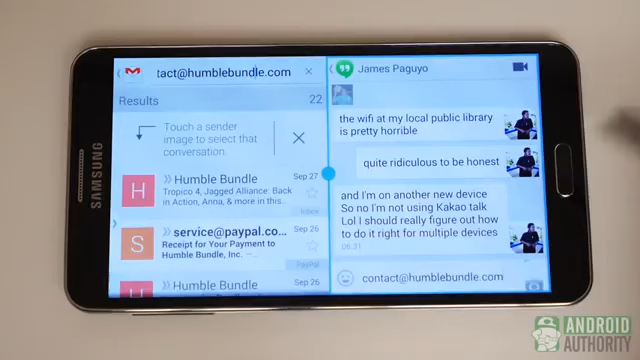 SAMSUNG
tact@humblebundle.com
Results 22
Touch a sender
image to select that
conversation.
H
Humble Bundle Sep 27
Tropico 4, Jagged Alliance: Back
in Action, Anna, & more in this..
Inbox
S
service@paypal.co... Sep 26
Receipt for Your Payment to
Humble Bundle, Inc. –
PayPal
H
Humble Bundle Sep 26
James Paguyo
the wifi at my local public library
is pretty horrible
quite ridiculous to be honest
and I'm on another new device
So no I'm not using Kakao talk
Lol I should really figure out how
to do it right for multiple devices
06:31
contact@humblebundle.com
ANDROID
AUTHORITY